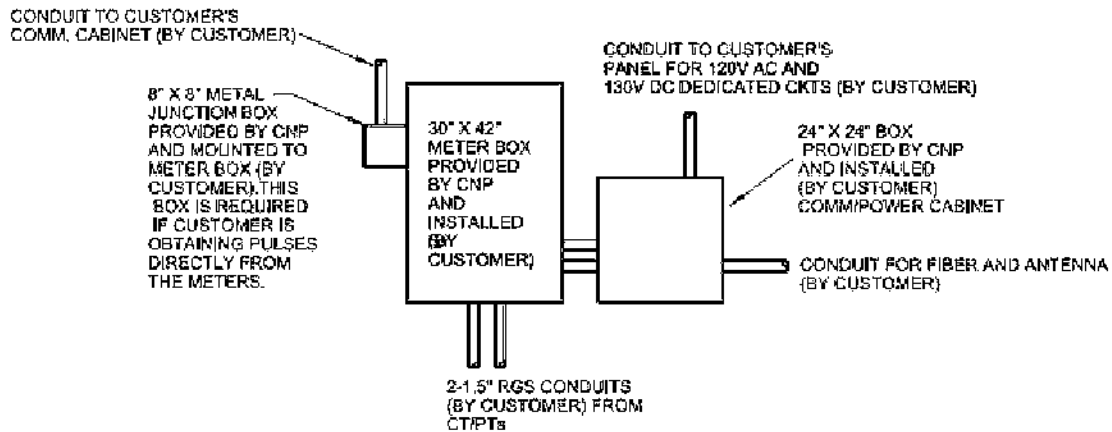 CONDUIT TO CUSTOMER'S
COMM. CABINET (BY CUSTOMER)
8" X 8" METAL
JUNCTION BOX
PROVIDED BY CNP
AND MOUNTED TO
METER BOX (BY
CUSTOMER).THIS
BOX IS REQUIRED
IF CUSTOMER IS
OBTAINING PULSES
DIRECTLY FROM
THE METERS.
30" X 42"
METER BOX
PROVIDED
BY CNP
AND
INSTALLED
(BY
CUSTOMER)
CONDUIT TO CUSTOMER'S
PANEL FOR 120V AC AND
130V DC DEDICATED CKTS (BY CUSTOMER)
24" X 24" BOX
PROVIDED BY CNP
AND INSTALLED
(BY CUSTOMER)
COMM/POWER CABINET
CONDUIT FOR FIBER AND ANTENNA
(BY CUSTOMER)
2-1.5" RGS CONDUITS
(BY CUSTOMER) FROM
CT/PTs